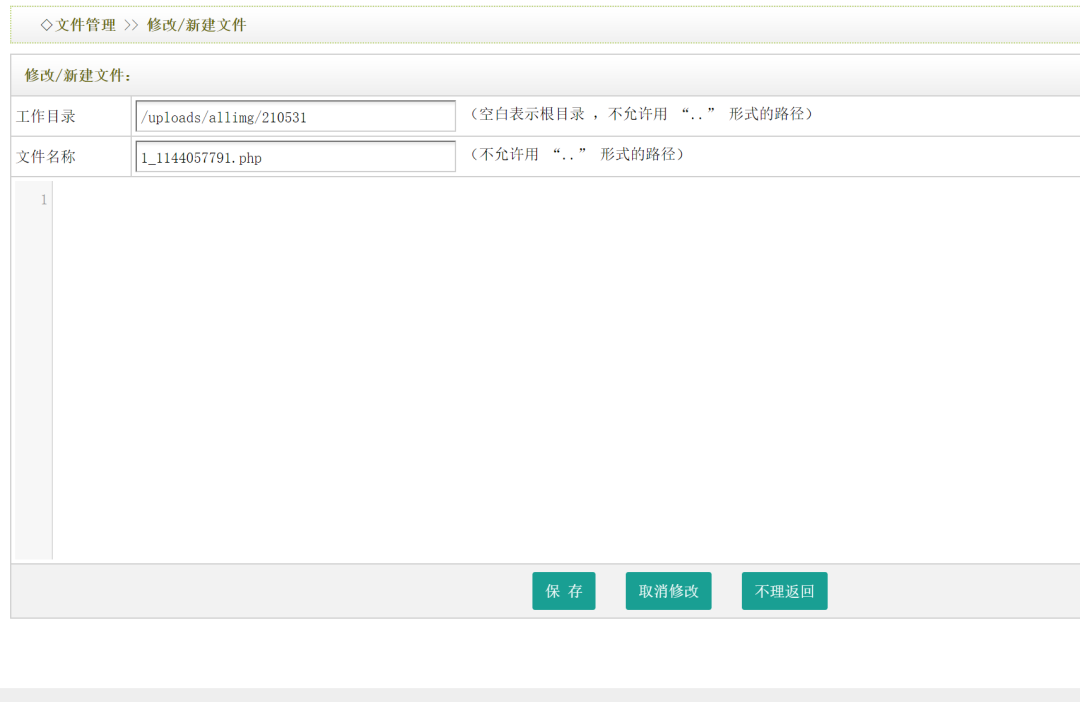 ◇文件管理 >> 修改/新建文件
修改/新建文件：
工作目录 /uploads/allimg/210531 （空白表示根目录 ，不允许用 “..” 形式的路径）
文件名称 1_1144057791.php （不允许用 “..” 形式的路径）
1
保 存 取消修改 不理返回